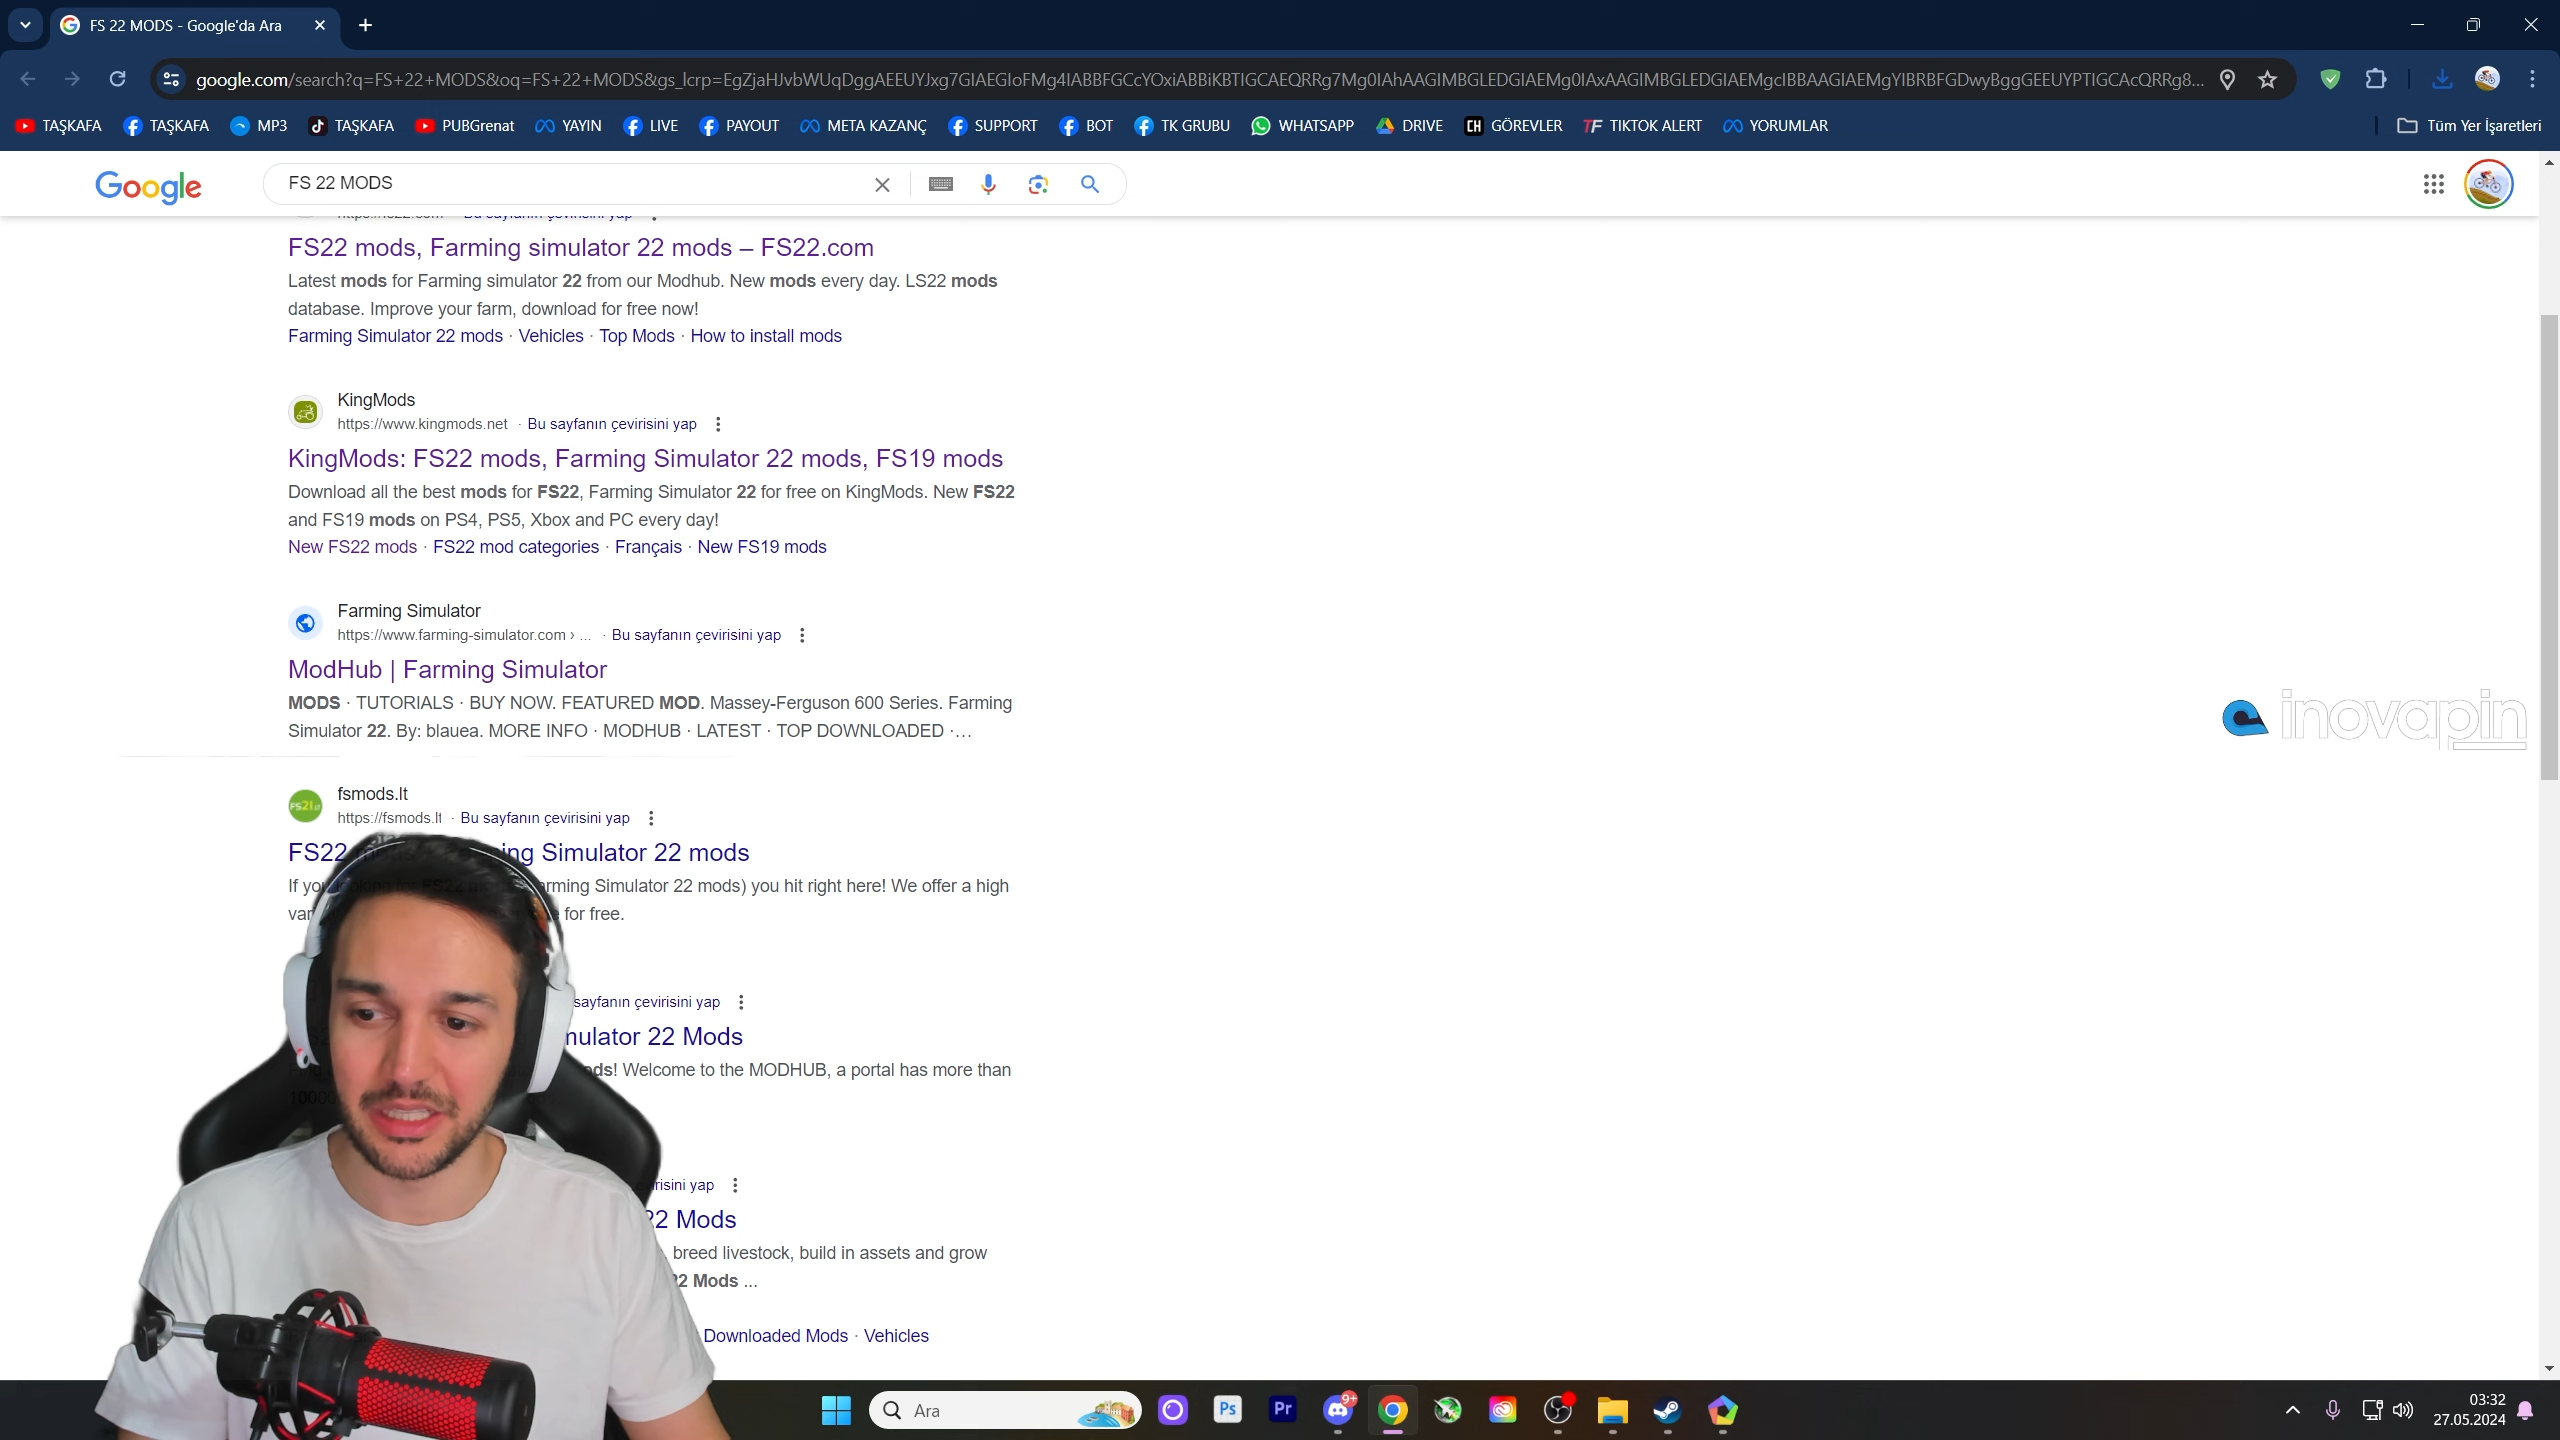 FS 22 MODS - Google'da Ara
google.com/search?q=FS+22+MODS&oq=FS+22+MODS&gs_lcrp=
TAŞKAFA TAŞKAFA MP3 TAŞKAFA PUBGrenat YAYIN LIVE PAYOUT META KAZANÇ SUPPORT BOT TK GRUBU WHATSAPP DRIVE CH GÖREVLER TF TIKTOK ALERT YORUMLAR Tüm Yer İşaretleri
Google FS 22 MODS
FS22 mods, Farming simulator 22 mods – FS22.com
Latest mods for Farming simulator 22 from our Modhub. New mods every day. LS22 mods
database. Improve your farm, download for free now!
Farming Simulator 22 mods · Vehicles · Top Mods · How to install mods
KingMods
https://www.kingmods.net · Bu sayfanın çevirisini yap
KingMods: FS22 mods, Farming Simulator 22 mods, FS19 mods
Download all the best mods for FS22, Farming Simulator 22 for free on KingMods. New FS22
and FS19 mods on PS4, PS5, Xbox and PC every day!
New FS22 mods · FS22 mod categories · Français · New FS19 mods
Farming Simulator
https://www.farming-simulator.com › ... · Bu sayfanın çevirisini yap
ModHub | Farming Simulator
MODS · TUTORIALS · BUY NOW. FEATURED MOD. Massey-Ferguson 600 Series. Farming
Simulator 22. By: blauea. MORE INFO · MODHUB · LATEST · TOP DOWNLOADED ·...
inovapin
fsmods.lt
https://fsmods.lt · Bu sayfanın çevirisini yap
FS22 Simulator 22 mods
If you Simulator 22 mods) you hit right here! We offer a high
for free.
sayfanın çevirisini yap
22 Mods
Welcome to the MODHUB, a portal has more than
yap
22 Mods
breed livestock, build in assets and grow
Mods ...
Downloaded Mods · Vehicles
Ara Ps Pr 9+
03:32
27.05.2024